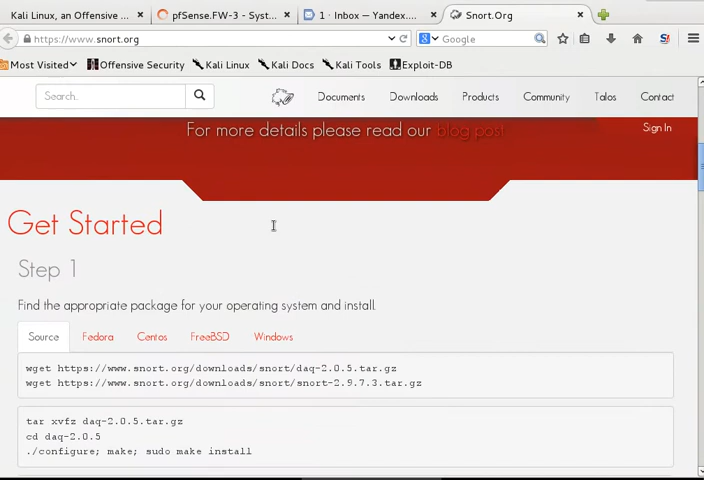 Kali Linux, an Offensive ...
pfSense.FW-3 - Syst...
1 · Inbox — Yandex....
Snort.Org
https://www.snort.org
Google
Most Visited
Offensive Security
Kali Linux
Kali Docs
Kali Tools
Exploit-DB
Search.
Documents
Downloads
Products
Community
Talos
Contact
For more details please read our blog post
Sign In
Get Started
Step 1
Find the appropriate package for your operating system and install.
Source
Fedora
Centos
FreeBSD
Windows
wget https://www.snort.org/downloads/snort/daq-2.0.5.tar.gz
wget https://www.snort.org/downloads/snort/snort-2.9.7.3.tar.gz
tar xvfz daq-2.0.5.tar.gz
cd daq-2.0.5
./configure; make; sudo make install